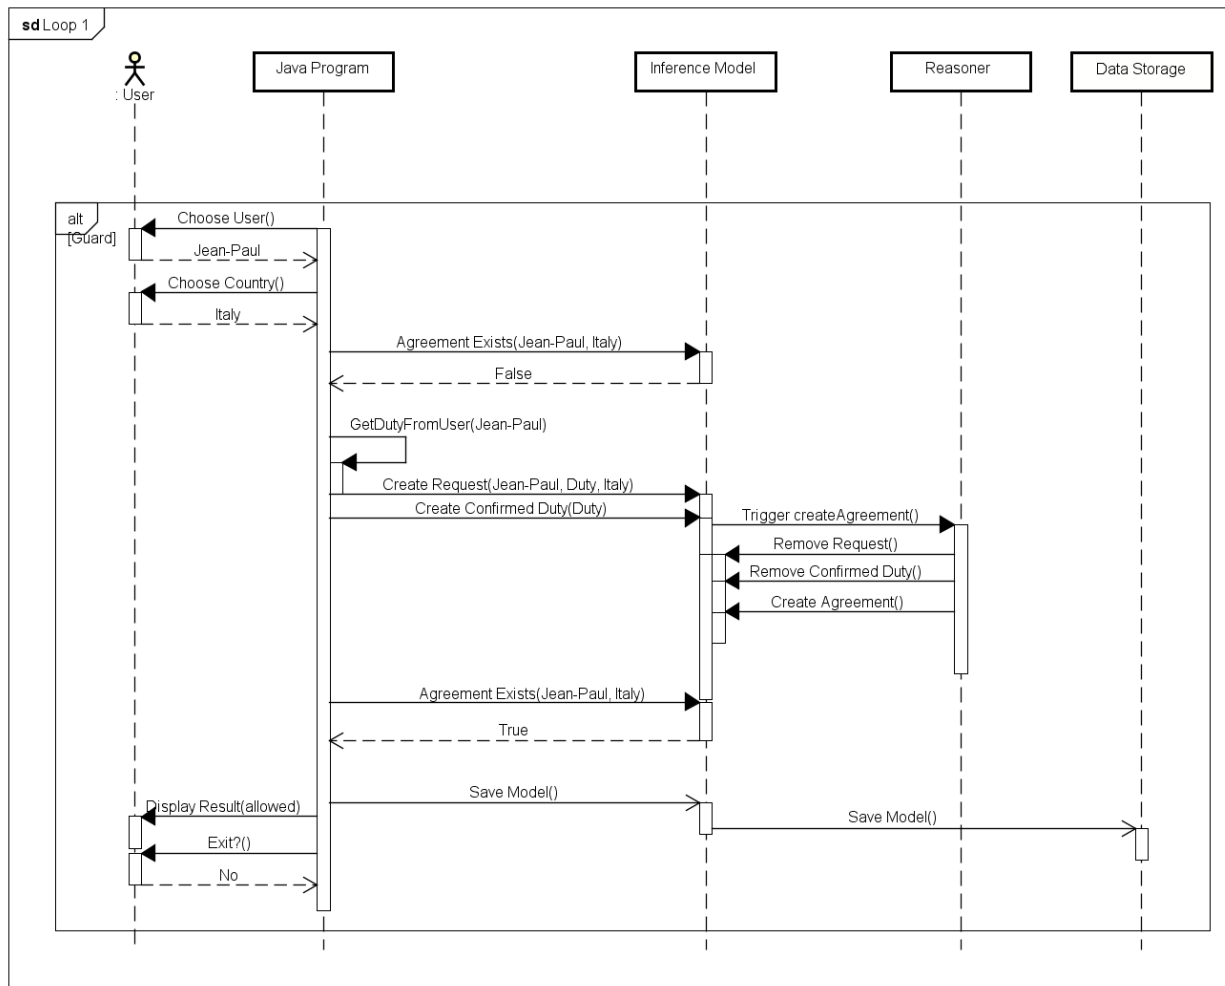 sd Loop 1
: User
Java Program
Inference Model
Reasoner
Data Storage
alt
[Guard]
Choose User()
Jean-Paul
Choose Country()
Italy
Agreement Exists(Jean-Paul, Italy)
False
GetDutyFromUser(Jean-Paul)
Create Request(Jean-Paul, Duty, Italy)
Create Confirmed Duty(Duty)
Trigger createAgreement()
Remove Request()
Remove Confirmed Duty()
Create Agreement()
Agreement Exists(Jean-Paul, Italy)
True
Save Model()
Display Result(allowed)
Save Model()
Exit?()
No